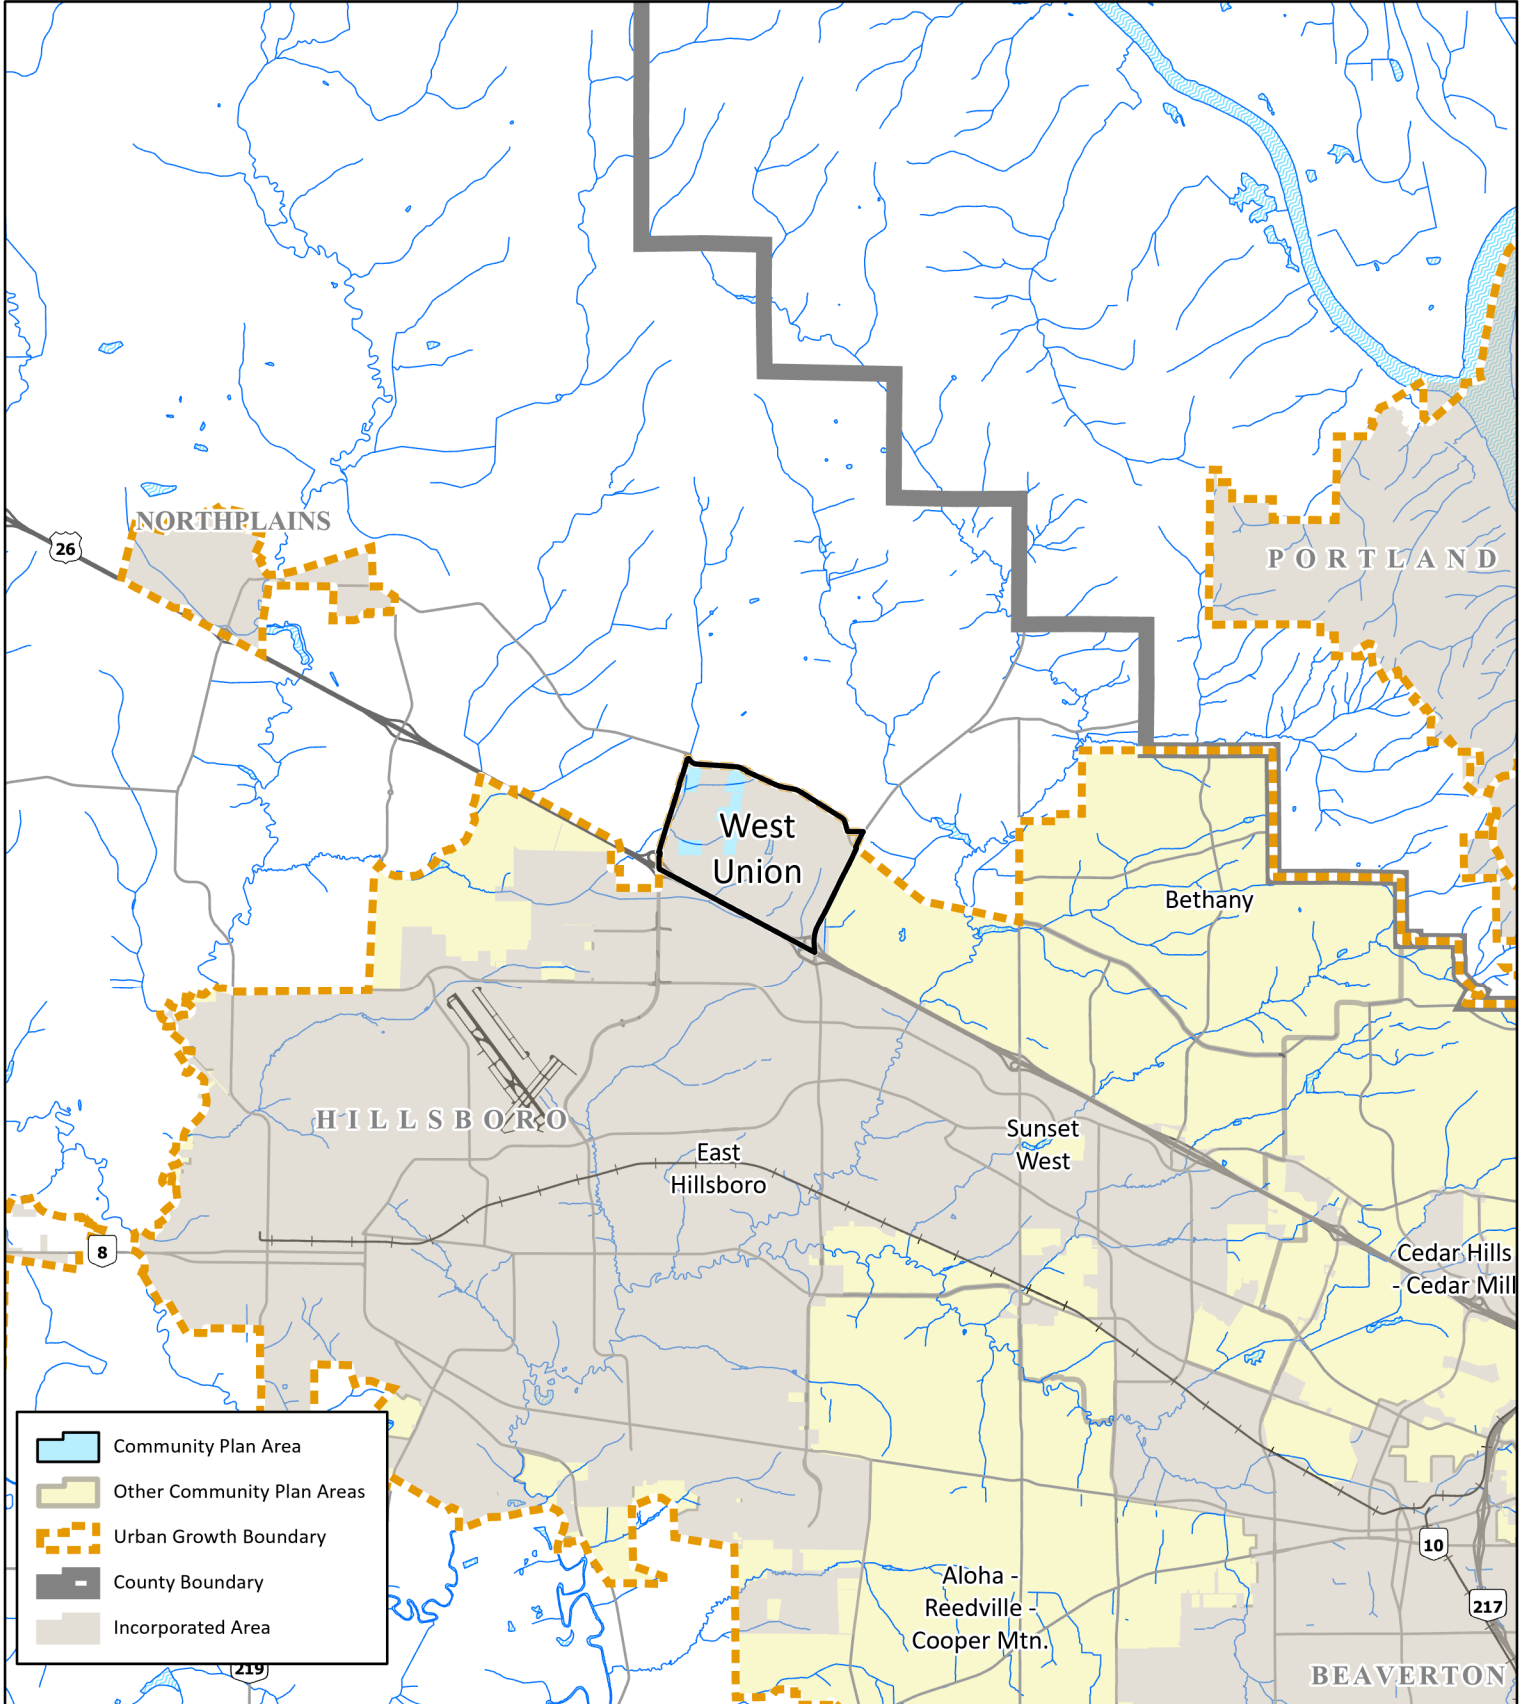 NORTHPLAINS
26
PORTLAND
West
Union
Bethany
HILLSBORO
East
Hillsboro
Sunset
West
8
Cedar Hills
- Cedar Mill
Community Plan Area
Other Community Plan Areas
Urban Growth Boundary
County Boundary
Incorporated Area
219
10
Aloha -
Reedville -
Cooper Mtn.
217
BEAVERTON